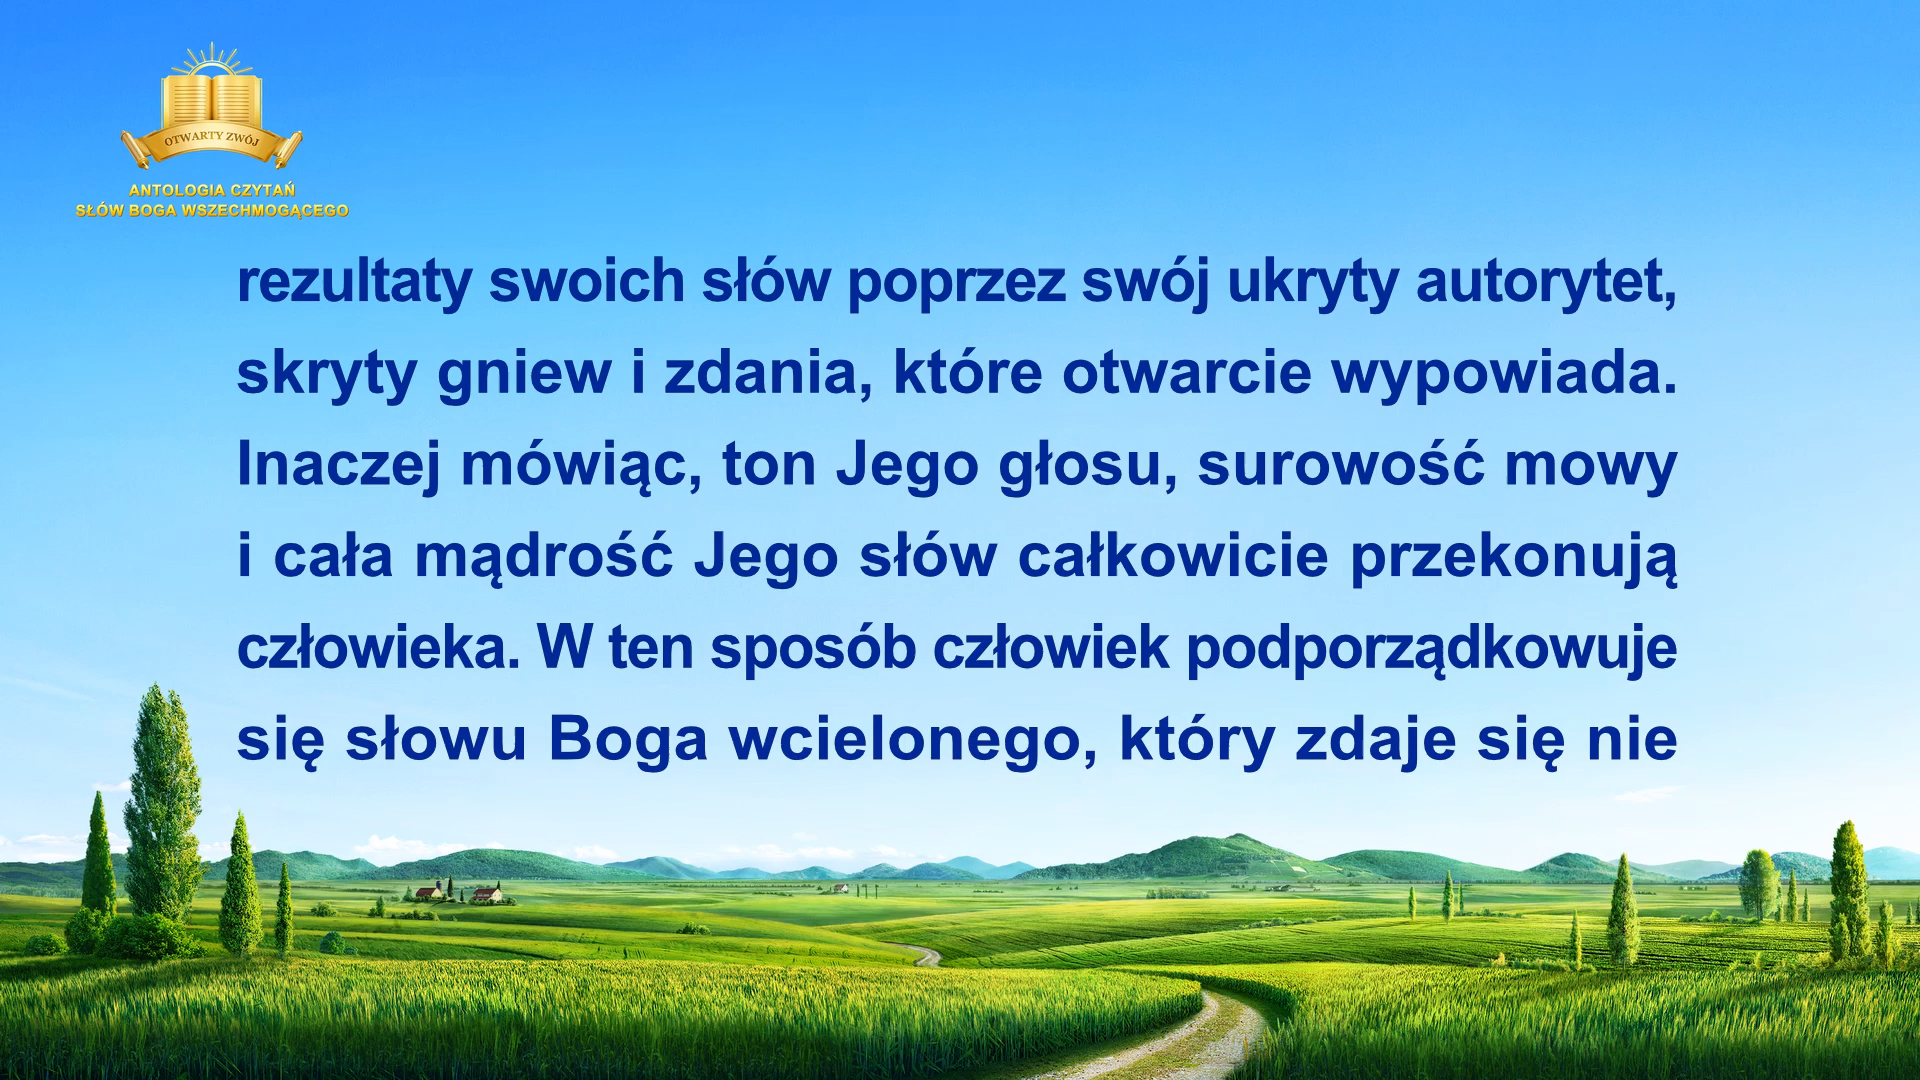 OTWARTY ZWÓJ
ANTOLOGIA CZYTAŃ
SŁÓW BOGA WSZECHMOGĄCEGO
rezultaty swoich słów poprzez swój ukryty autorytet,
skryty gniew i zdania, które otwarcie wypowiada.
Inaczej mówiąc, ton Jego głosu, surowość mowy
i cała mądrość Jego słów całkowicie przekonują
człowieka. W ten sposób człowiek podporządkowuje
się słowu Boga wcielonego, który zdaje się nie